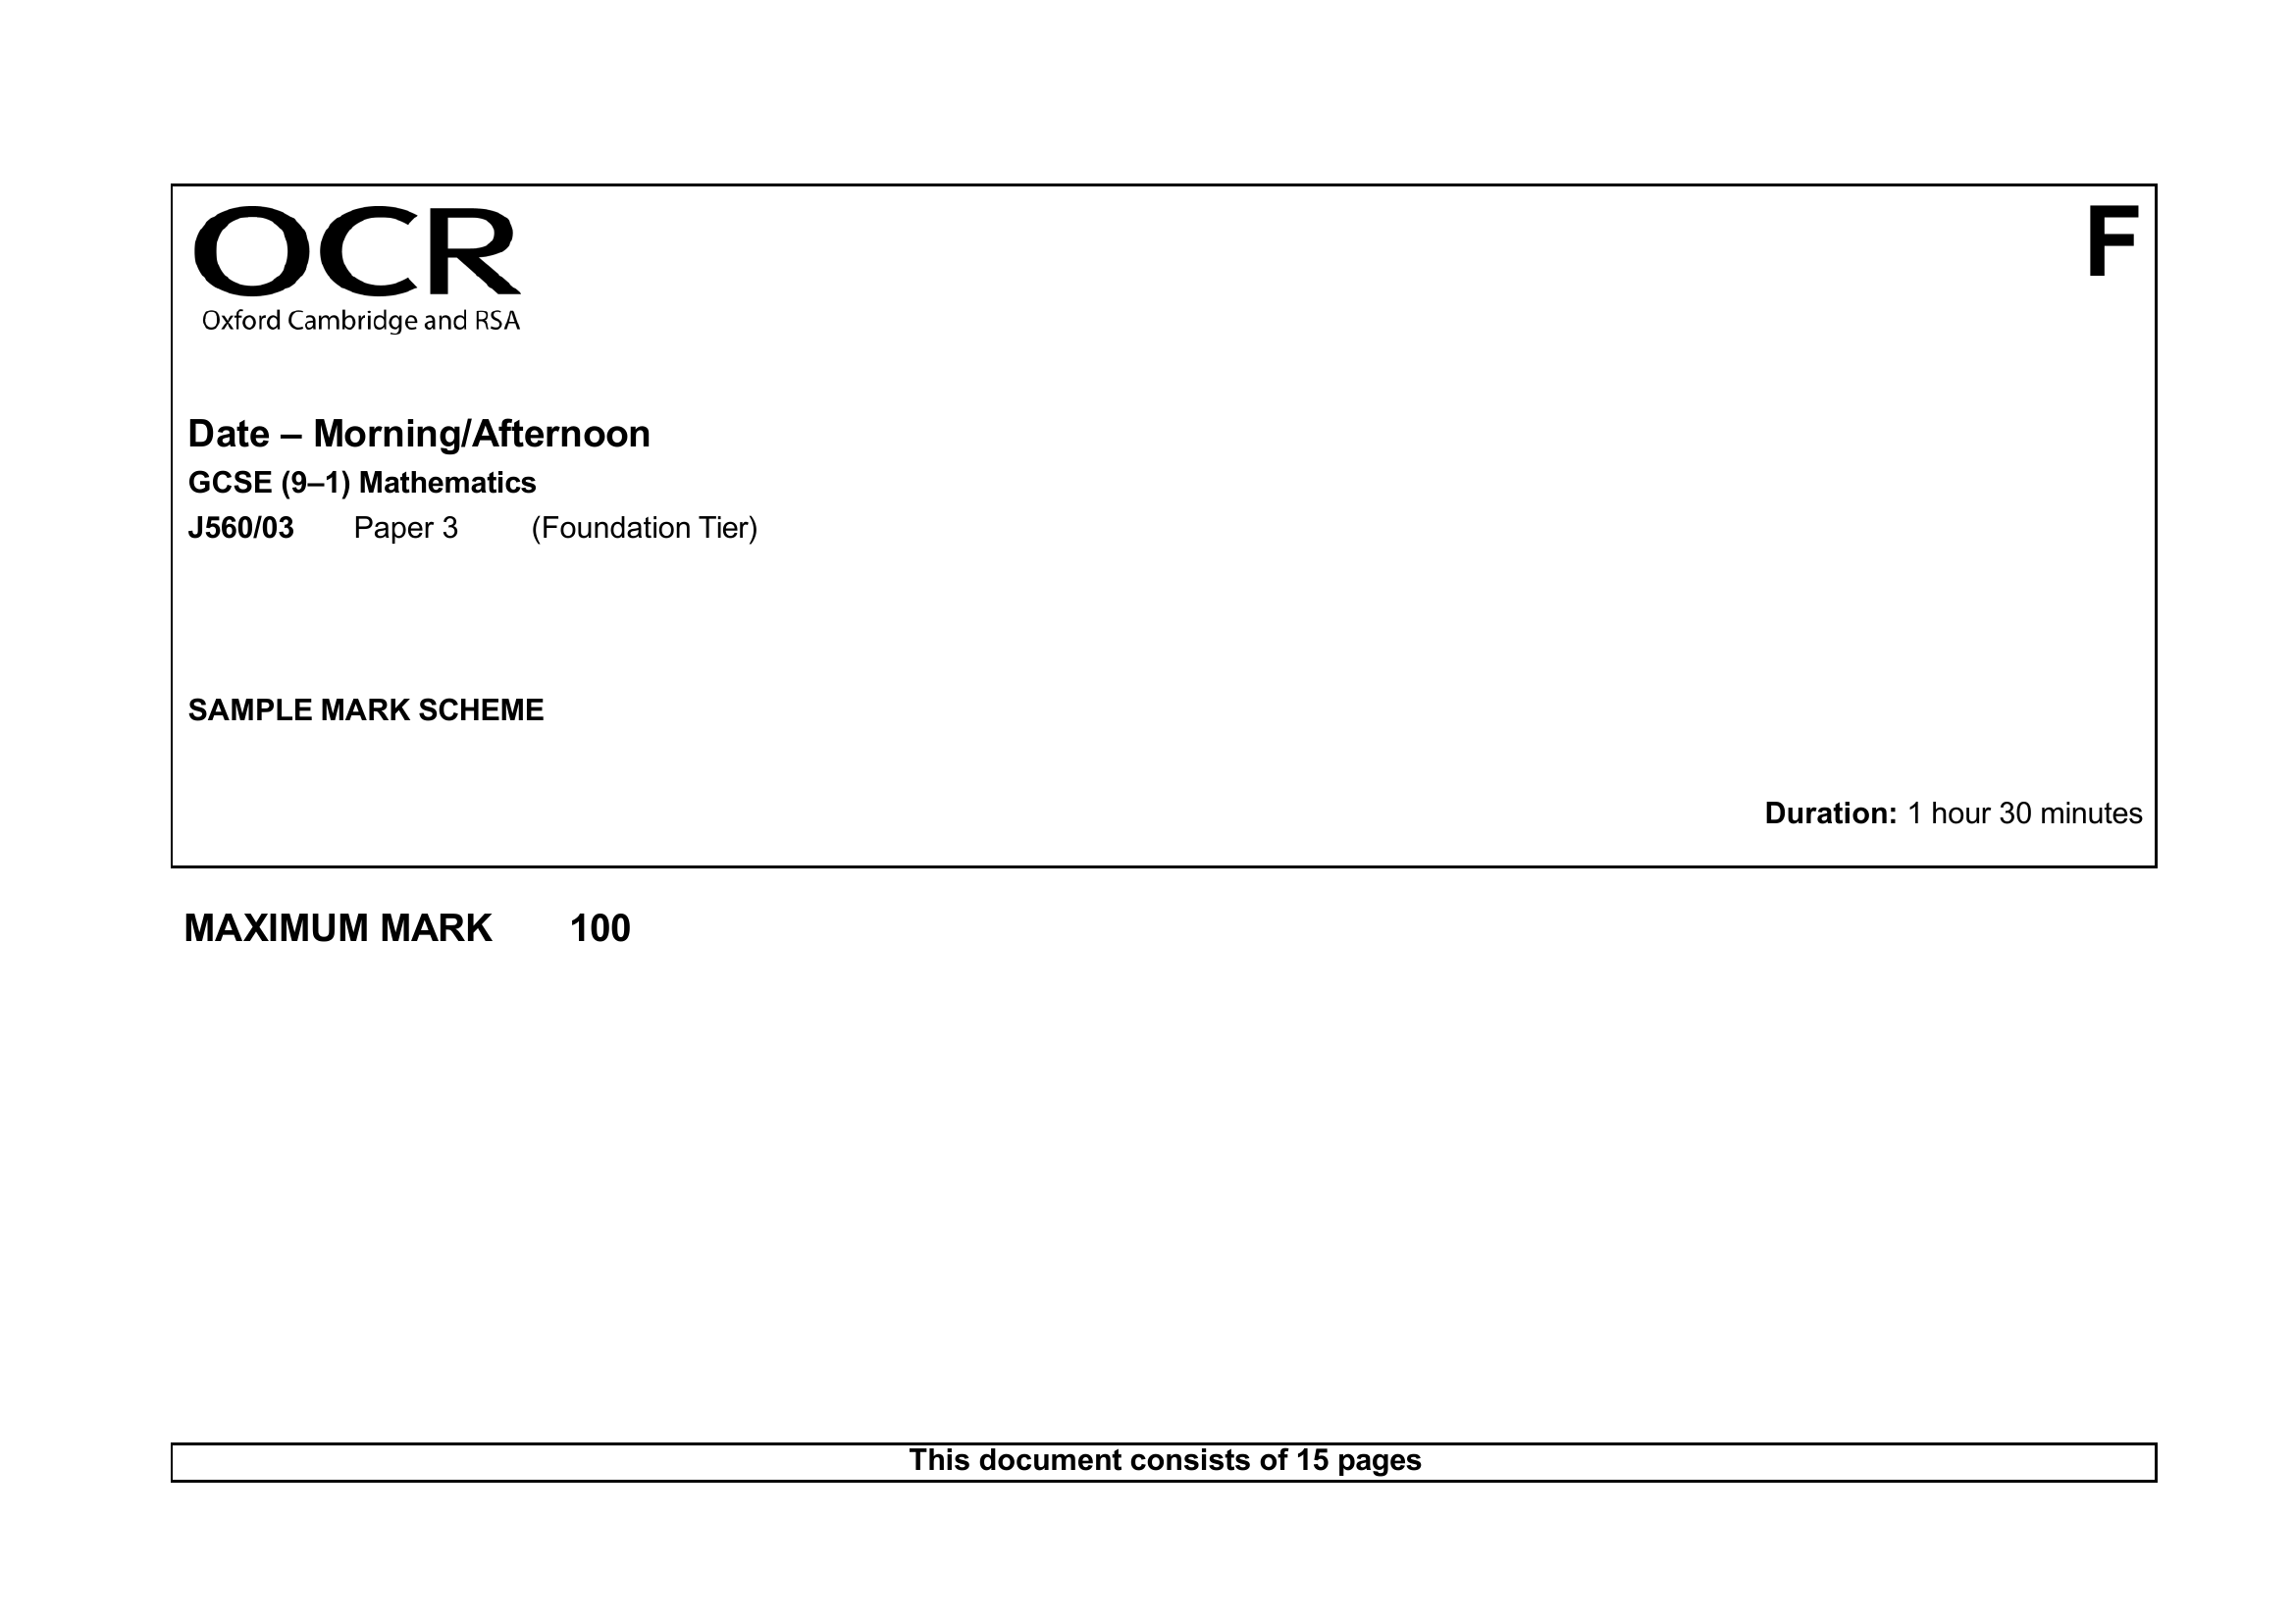 OCR
Oxford Cambridge and RSA
F
Date – Morning/Afternoon
GCSE (9–1) Mathematics
J560/03 Paper 3 (Foundation Tier)
SAMPLE MARK SCHEME
Duration: 1 hour 30 minutes
MAXIMUM MARK 100
This document consists of 15 pages